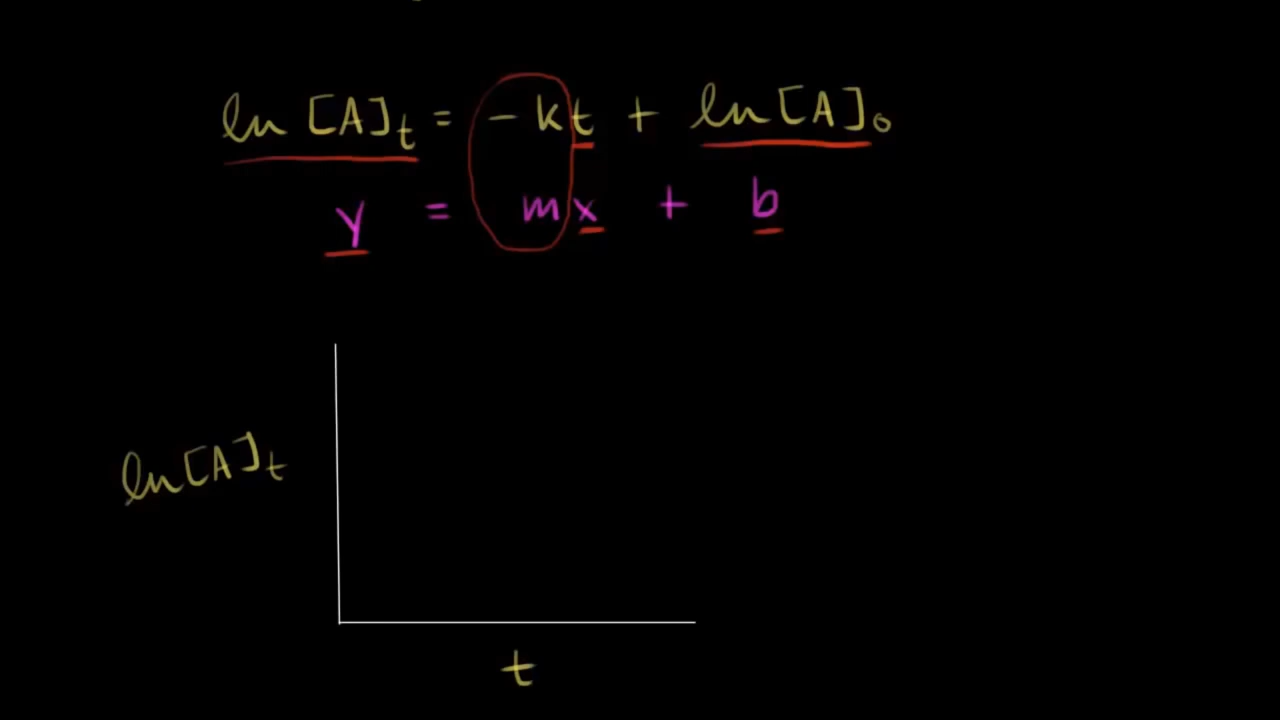 ln [A]t = -kt + ln[A]₀
y = mx + b
ln[A]t
t